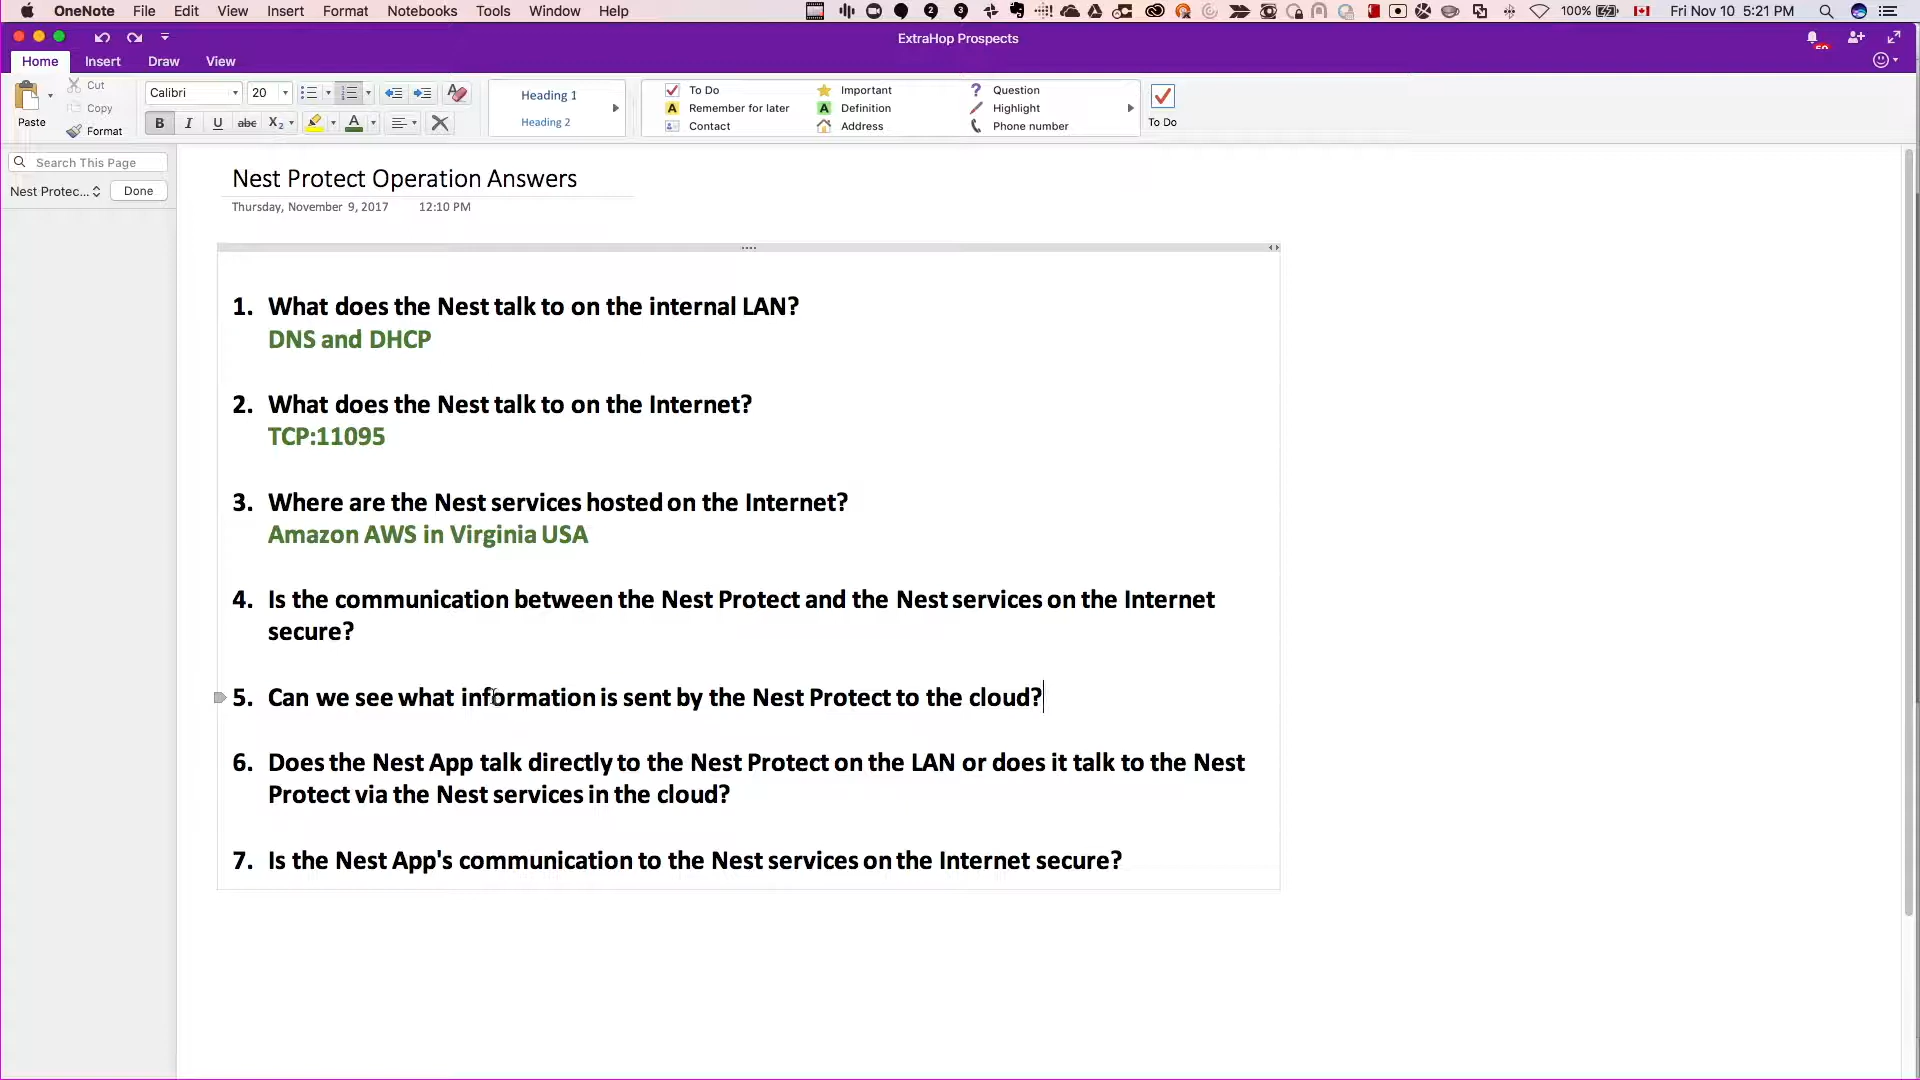 OneNote File Edit View Insert Format Notebooks Tools Window Help 100% Fri Nov 10 5:21 PM
ExtraHop Prospects
Home Insert Draw View
Cut
Copy
Format
Paste
Calibri 20
B I U abc X2 A
Heading 1
Heading 2
To Do Important Question
Remember for later Definition Highlight
Contact Address Phone number
To Do
Search This Page
Nest Protec... Done
Nest Protect Operation Answers
Thursday, November 9, 2017 12:10 PM
1. What does the Nest talk to on the internal LAN?
DNS and DHCP
2. What does the Nest talk to on the Internet?
TCP:11095
3. Where are the Nest services hosted on the Internet?
Amazon AWS in Virginia USA
4. Is the communication between the Nest Protect and the Nest services on the Internet
secure?
5. Can we see what information is sent by the Nest Protect to the cloud?
6. Does the Nest App talk directly to the Nest Protect on the LAN or does it talk to the Nest
Protect via the Nest services in the cloud?
7. Is the Nest App's communication to the Nest services on the Internet secure?